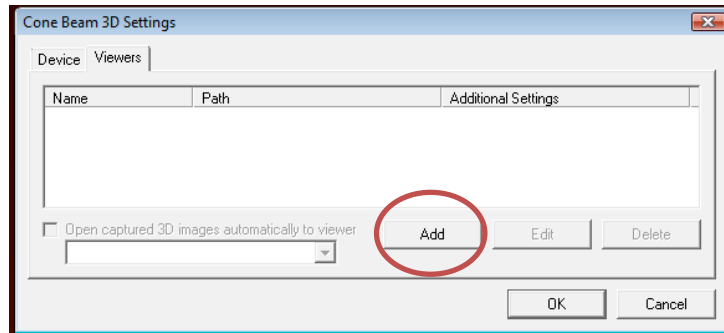 Cone Beam 3D Settings
Device Viewers
Name Path Additional Settings
Open captured 3D images automatically to viewer Add Edit Delete
OK Cancel